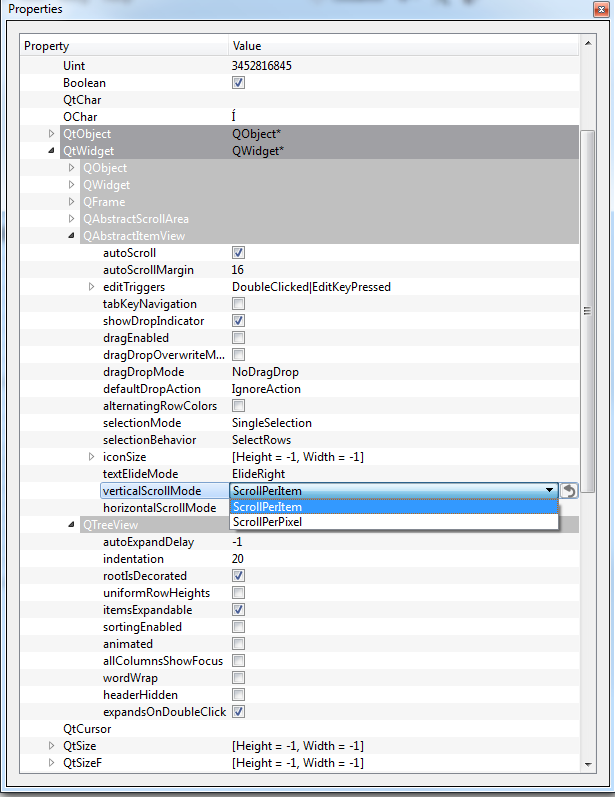 Properties
Property Value
Uint 3452816845
Boolean
QtChar
QChar Í
QtObject QObject*
QtWidget QWidget*
QObject
QWidget
QFrame
QAbstractScrollArea
QAbstractItemView
autoScroll
autoScrollMargin 16
editTriggers DoubleClicked|EditKeyPressed
tabKeyNavigation
showDropIndicator
dragEnabled
dragDropOverwriteM...
dragDropMode NoDragDrop
defaultDropAction IgnoreAction
alternatingRowColors
selectionMode SingleSelection
selectionBehavior SelectRows
iconSize [Height = -1, Width = -1]
textElideMode ElideRight
verticalScrollMode ScrollPerItem
horizontalScrollMode ScrollPerItem
ScrollPerPixel
QTreeView
autoExpandDelay -1
indentation 20
rootIsDecorated
uniformRowHeights
itemsExpandable
sortingEnabled
animated
allColumnsShowFocus
wordWrap
headerHidden
expandsOnDoubleClick
QtCursor
QtSize [Height = -1, Width = -1]
QtSizeF [Height = -1, Width = -1]